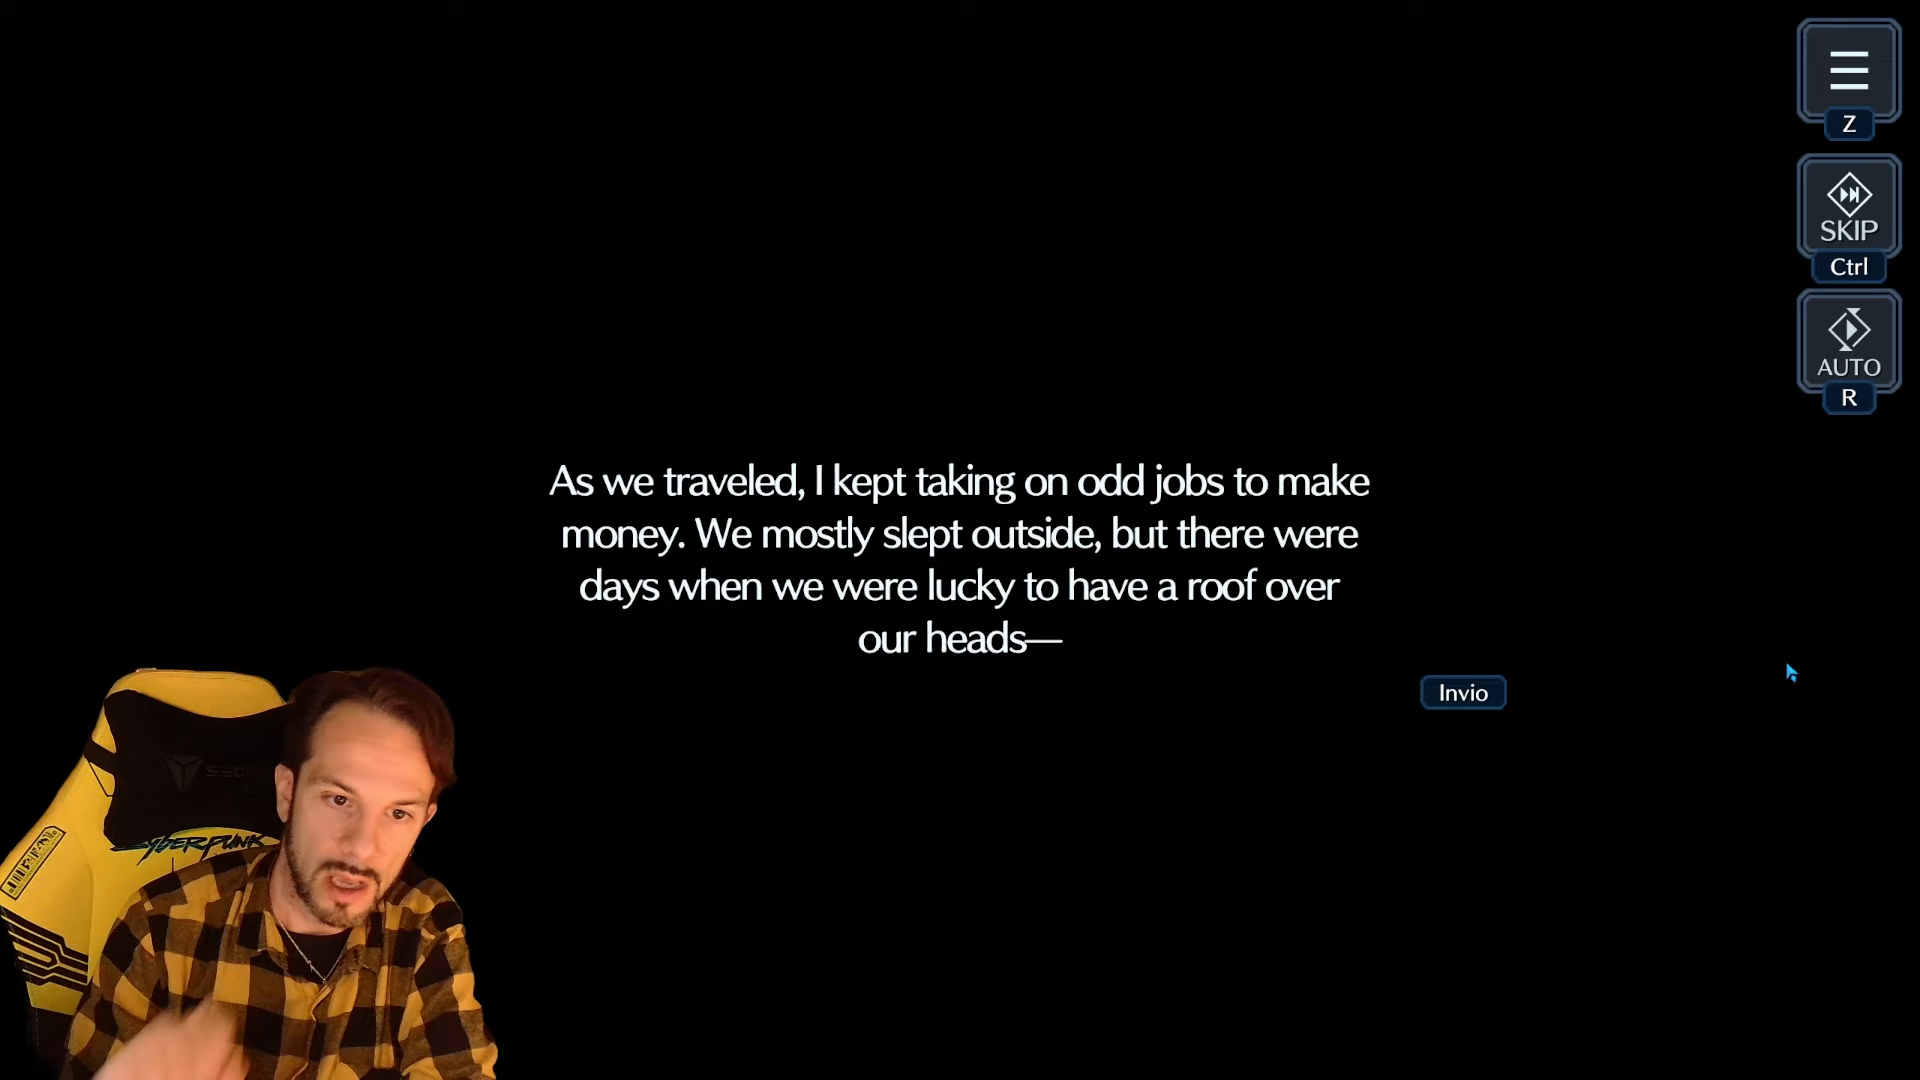 Z
SKIP
Ctrl
AUTO
R
As we traveled, I kept taking on odd jobs to make
money. We mostly slept outside, but there were
days when we were lucky to have a roof over
our heads—
Invio
CYBERPUNK